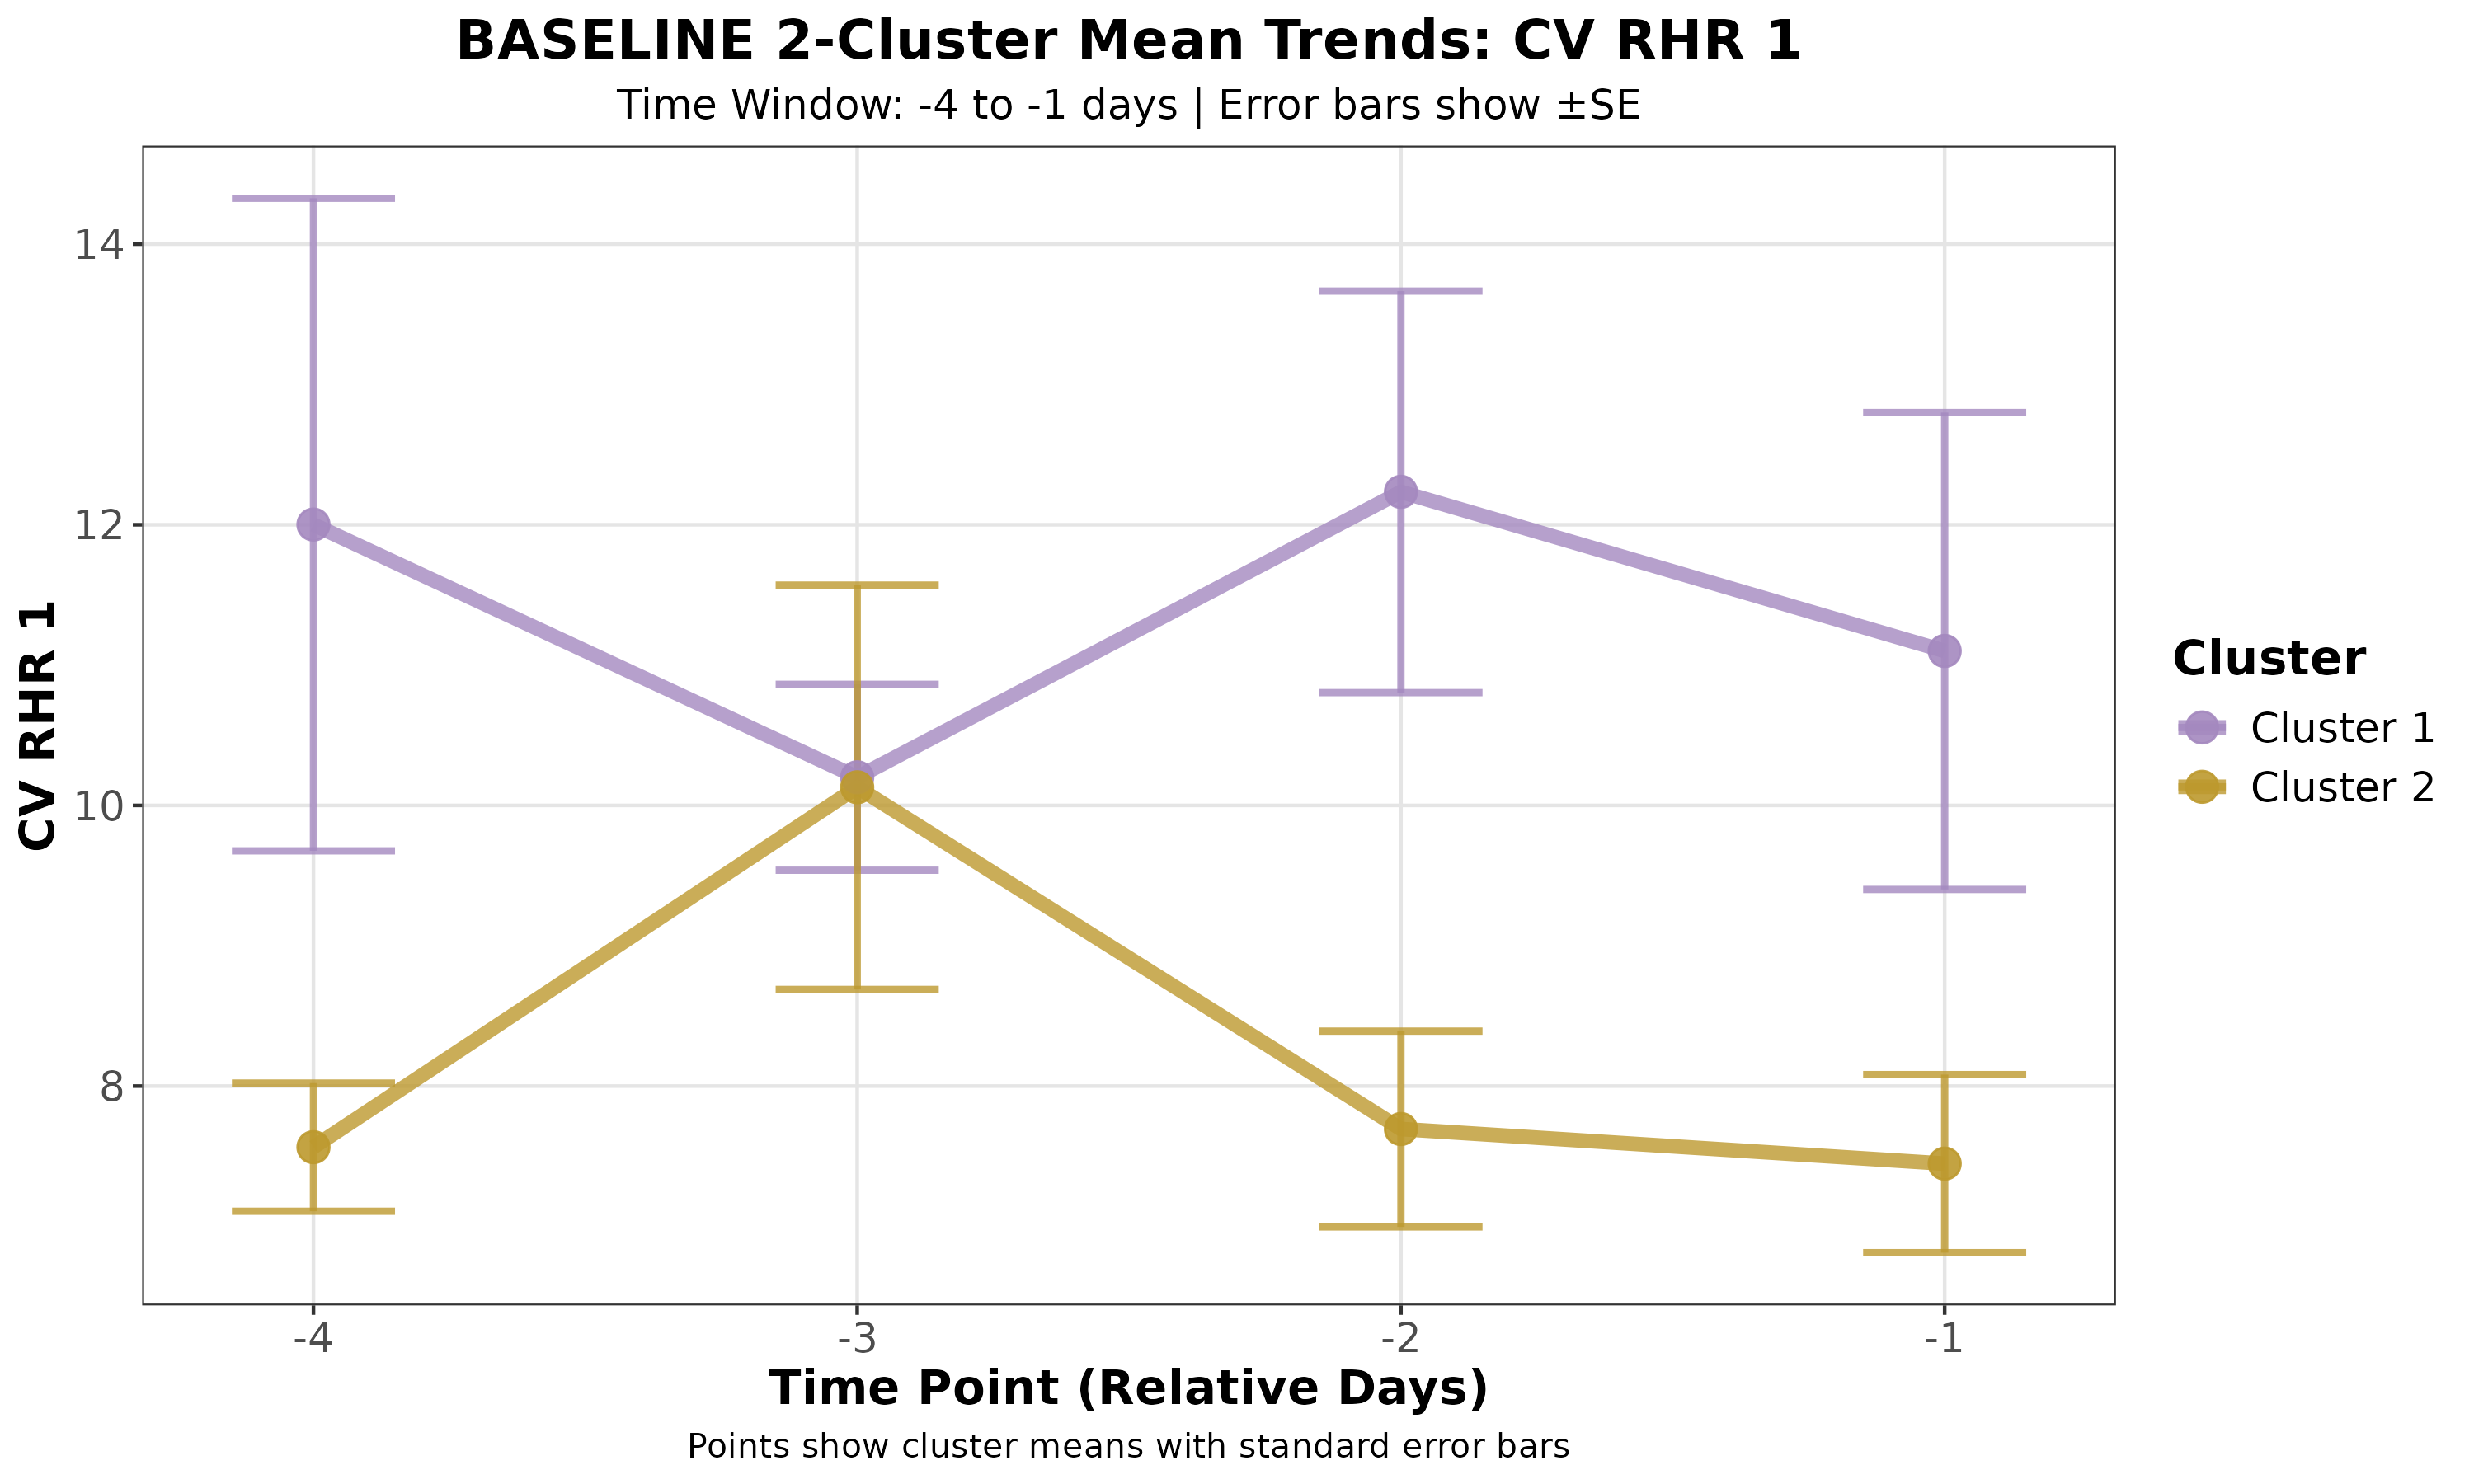 BASELINE 2-Cluster Mean Trends: CV RHR 1
Time Window: -4 to -1 days | Error bars show ±SE
CV RHR 1
14
12
10
8
-4
-3
-2
-1
Time Point (Relative Days)
Points show cluster means with standard error bars
Cluster
Cluster 1
Cluster 2